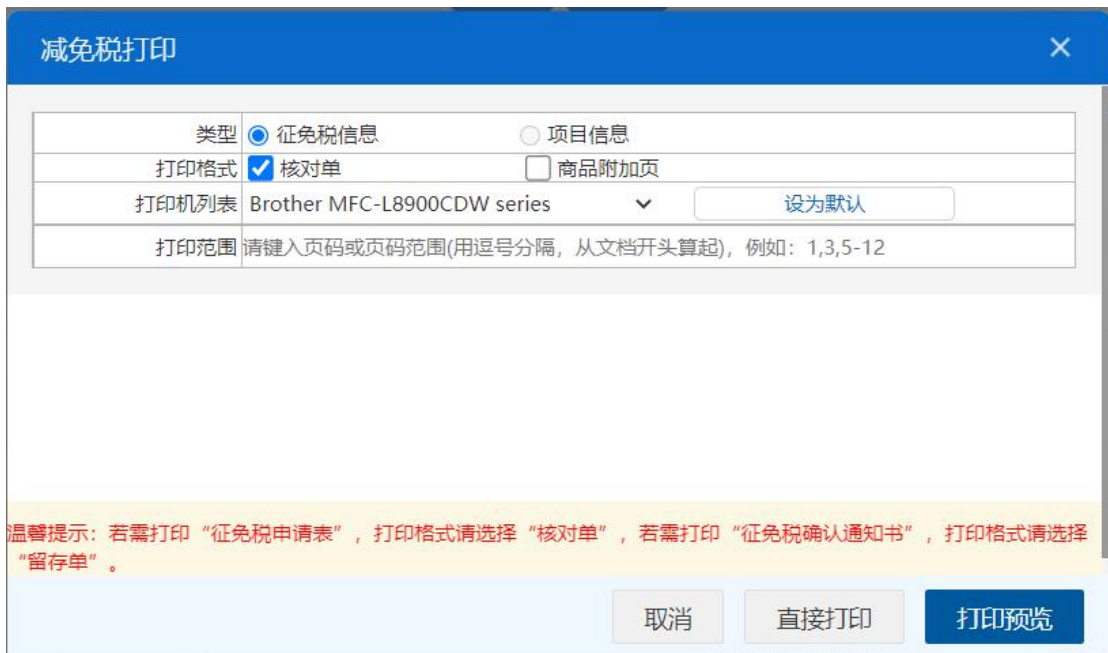 减免税打印
类型 征免税信息 项目信息
打印格式 核对单 商品附加页
打印机列表 Brother MFC-L8900CDW series 设为默认
打印范围 请键入页码或页码范围(用逗号分隔，从文档开头算起)，例如：1,3,5-12
温馨提示：若需打印“征免税申请表”，打印格式请选择“核对单”，若需打印“征免税确认通知书”，打印格式请选择
“留存单”。
取消 直接打印 打印预览